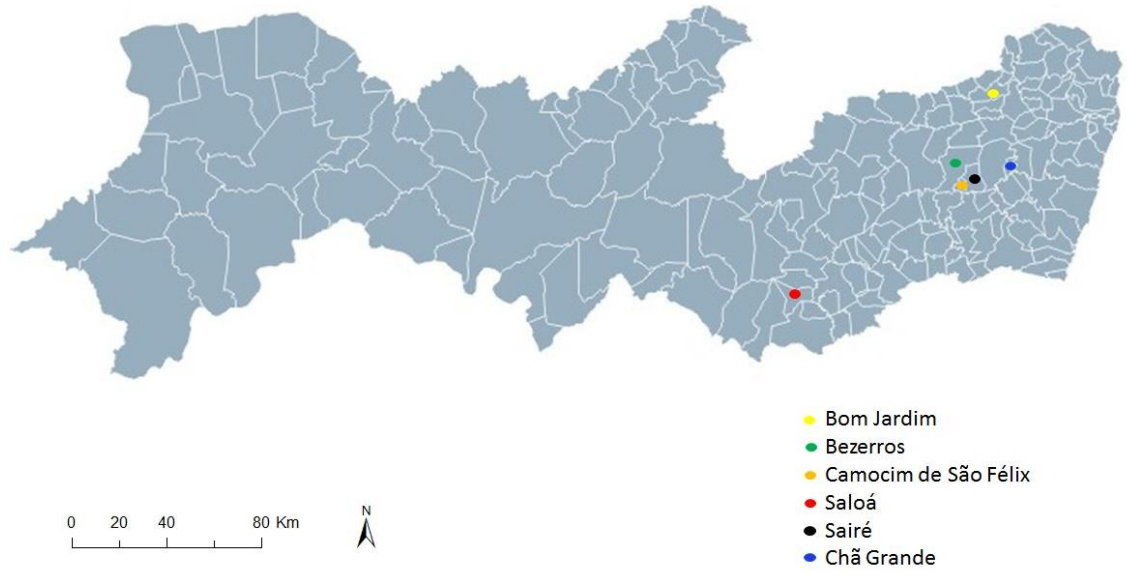 Bom Jardim
Bezerros
Camocim de São Félix
Saloá
Sairé
Chã Grande
0 20 40 80 Km
N